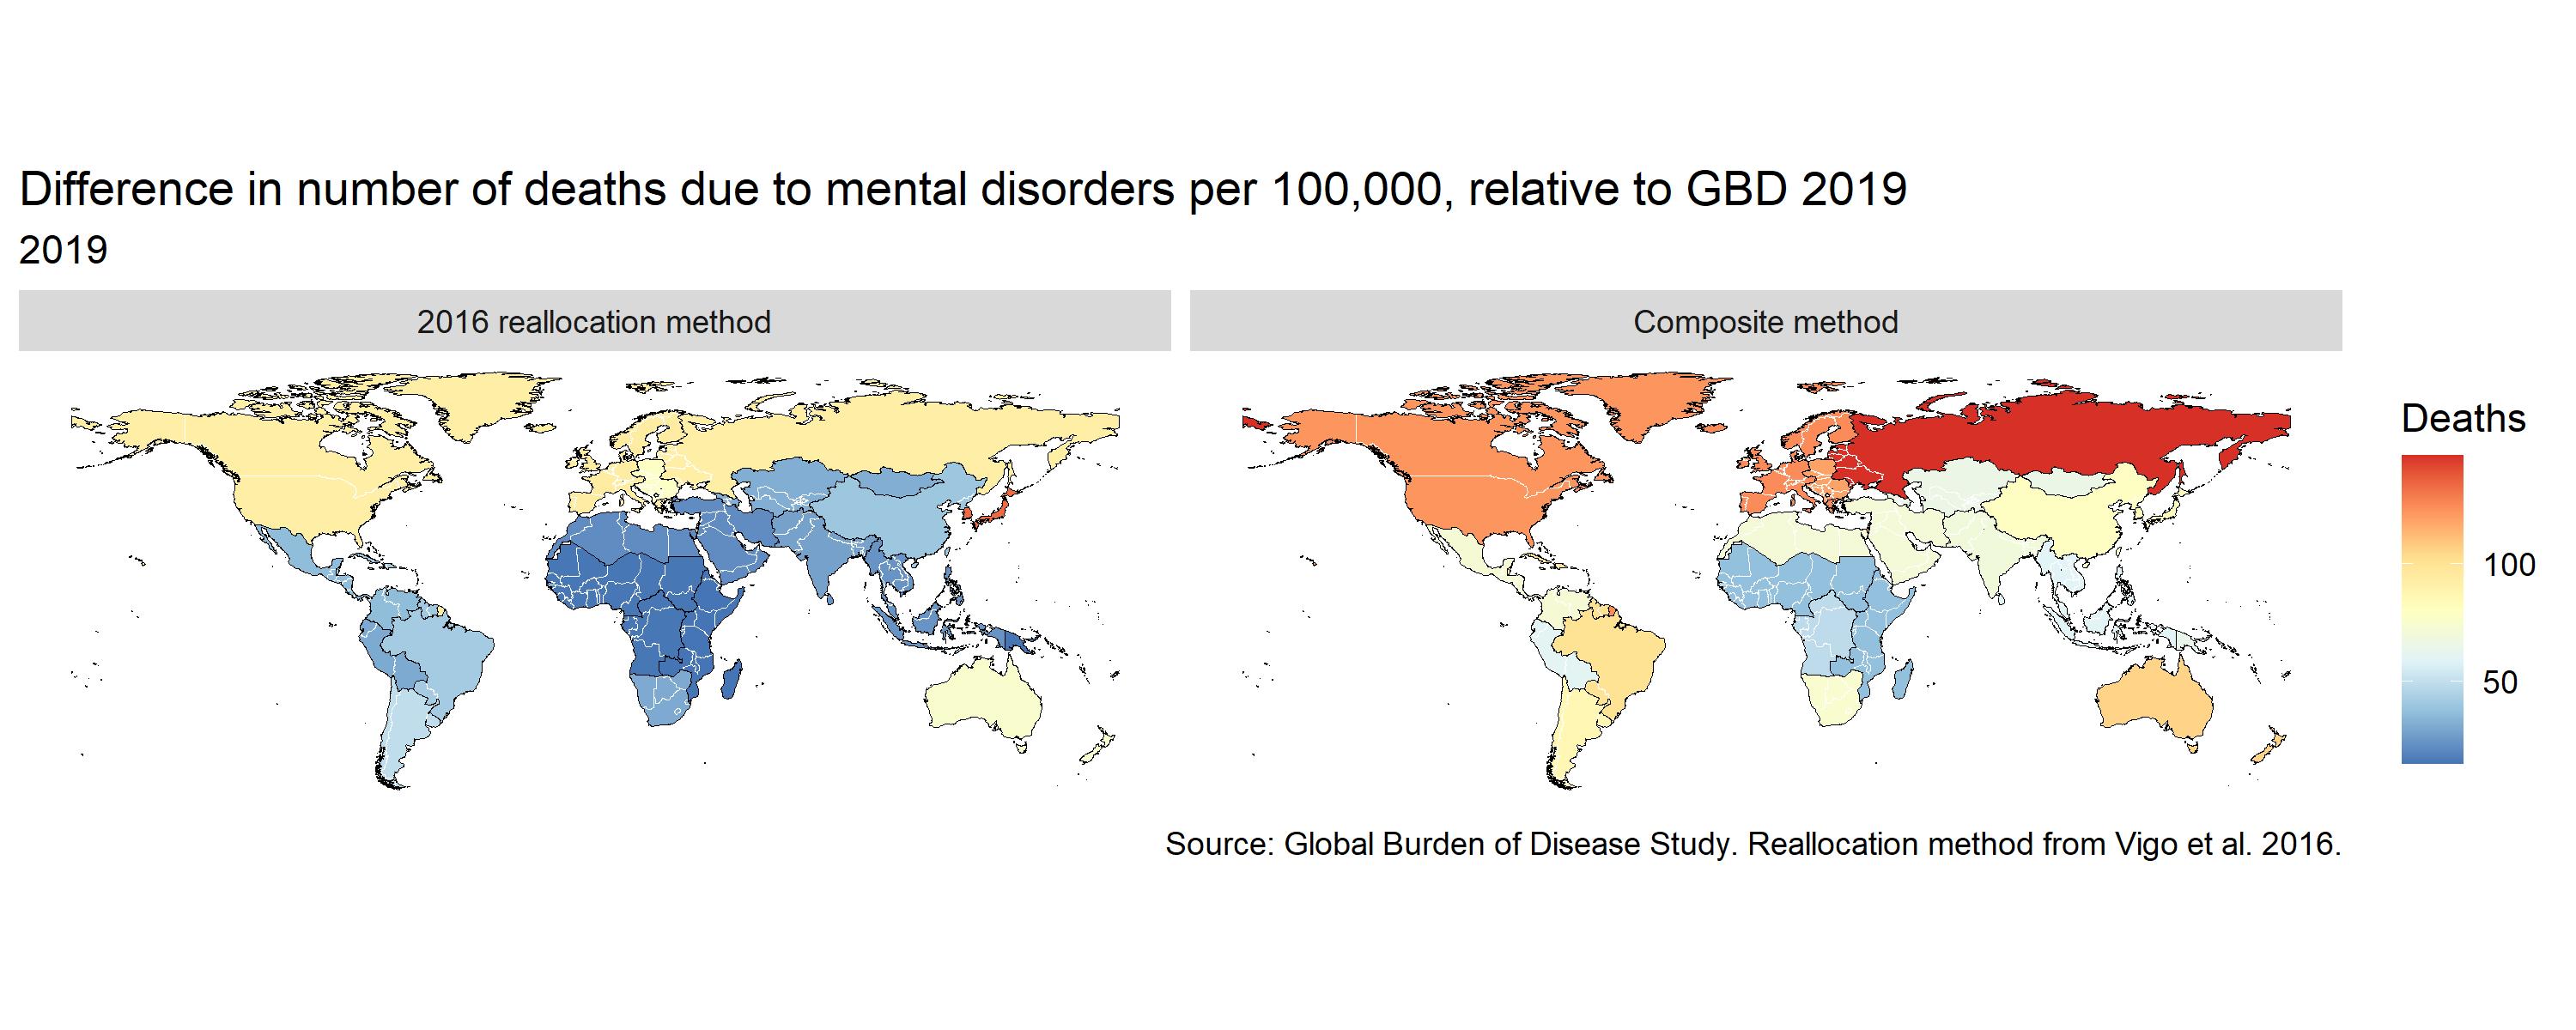 Difference in number of deaths due to mental disorders per 100,000, relative to GBD 2019
2019
2016 reallocation method
Composite method
Deaths
100
50
Source: Global Burden of Disease Study. Reallocation method from Vigo et al. 2016.